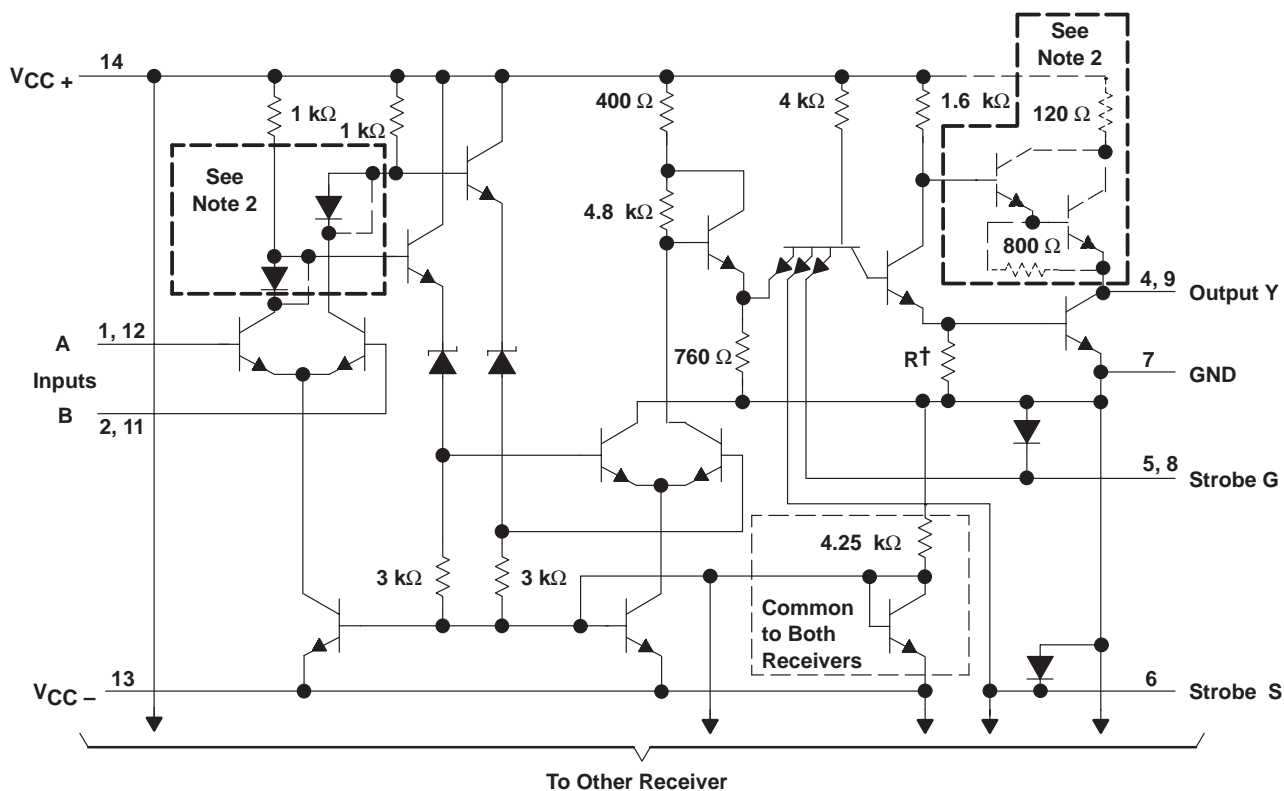 See
Note 2
14
VCC +
1 kΩ
1 kΩ
400 Ω
4 kΩ
1.6 kΩ
120 Ω
See
Note 2
4.8 kΩ
800 Ω
4, 9
Output Y
1, 12
A
Inputs
B
2, 11
760 Ω
R†
7
GND
5, 8
Strobe G
3 kΩ
3 kΩ
4.25 kΩ
Common
to Both
Receivers
13
VCC –
6
Strobe S
To Other Receiver